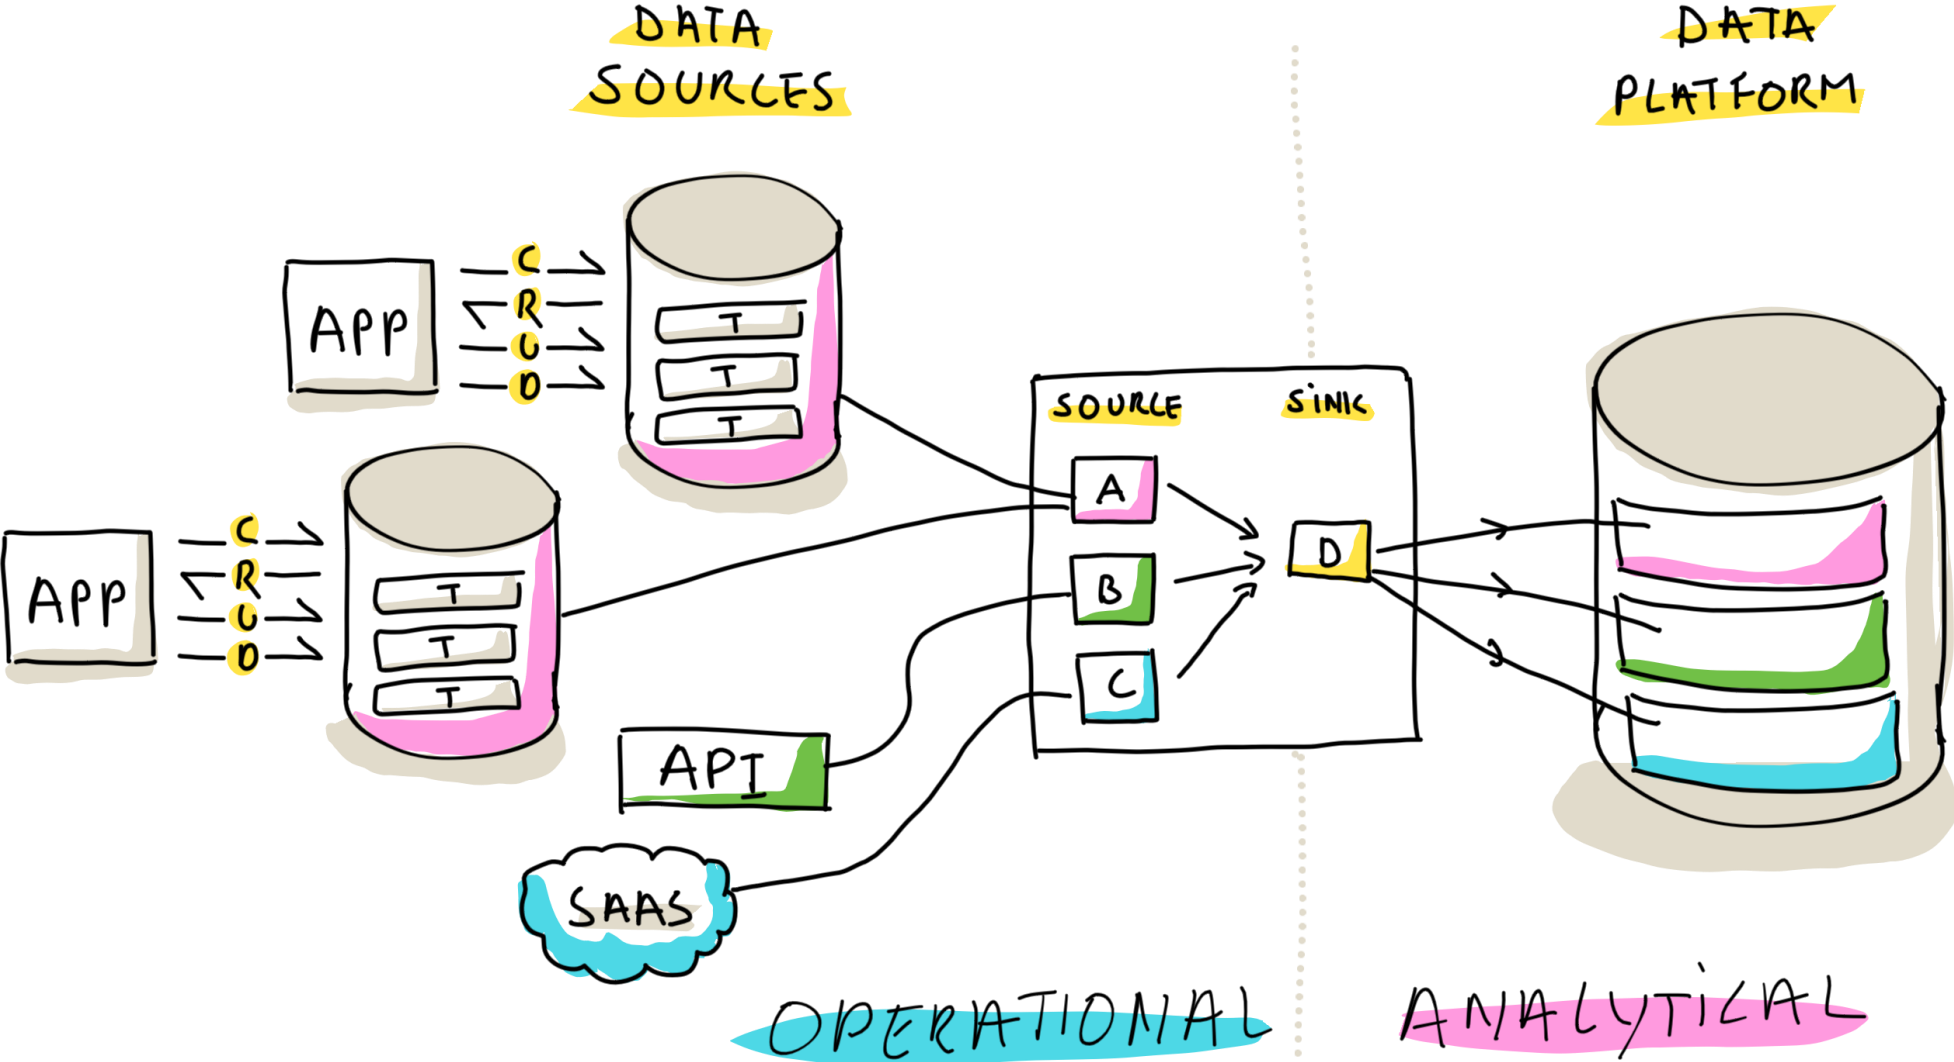 DATA
SOURCES
DATA
PLATFORM
APP
C
R
U
D
T
T
T
APP
C
R
U
D
T
T
T
API
SAAS
SOURCE
SiNK
A
B
C
D
OPERATIONAL
ANALYTiCAL